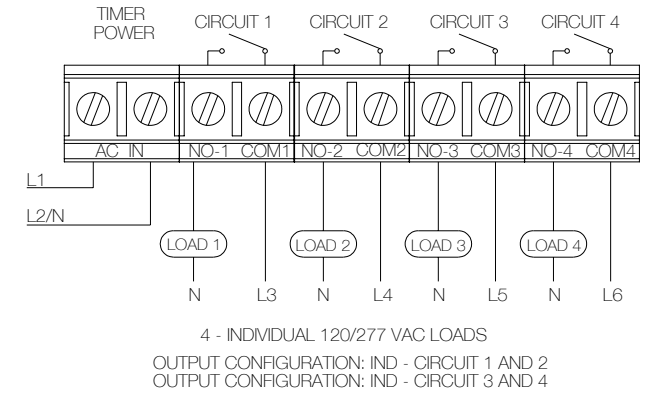 TIMER POWER
CIRCUIT 1 CIRCUIT 2 CIRCUIT 3 CIRCUIT 4
AC IN NO-1 COM1 NO-2 COM2 NO-3 COM3 NO-4 COM4
L1
L2/N
LOAD 1 LOAD 2 LOAD 3 LOAD 4
N L3 N L4 N L5 N L6
4 - INDIVIDUAL 120/277 VAC LOADS
OUTPUT CONFIGURATION: IND - CIRCUIT 1 AND 2
OUTPUT CONFIGURATION: IND - CIRCUIT 3 AND 4